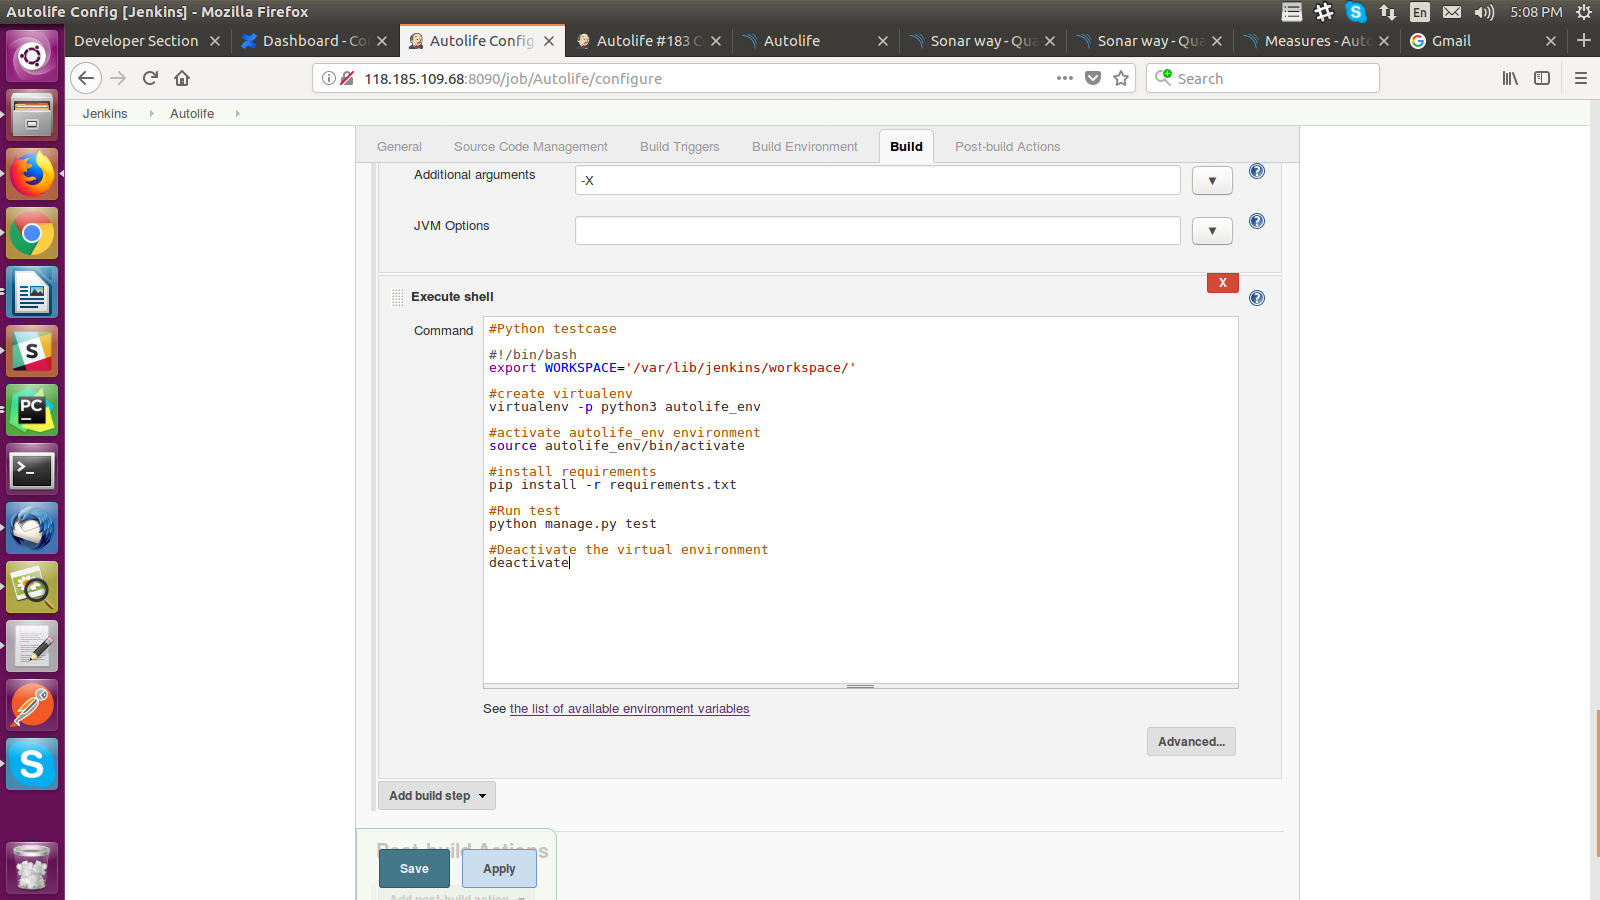 Autolife Config [Jenkins] - Mozilla Firefox
En
5:08 PM
Developer Section
Dashboard - Co
Autolife Config
Autolife #183 C
Autolife
Sonar way - Qua
Sonar way - Qua
Measures - Auto
Gmail
118.185.109.68:8090/job/Autolife/configure
Search
Jenkins
Autolife
General
Source Code Management
Build Triggers
Build Environment
Build
Post-build Actions
Additional arguments
-X
JVM Options
X
Execute shell
Command
#Python testcase
#!/bin/bash
export WORKSPACE='/var/lib/jenkins/workspace/'
#create virtualenv
virtualenv -p python3 autolife_env
#activate autolife_env environment
source autolife_env/bin/activate
#install requirements
pip install -r requirements.txt
#Run test
python manage.py test
#Deactivate the virtual environment
deactivate
See the list of available environment variables
Advanced...
Add build step
Post-build Actions
Save
Apply
Add post-build action